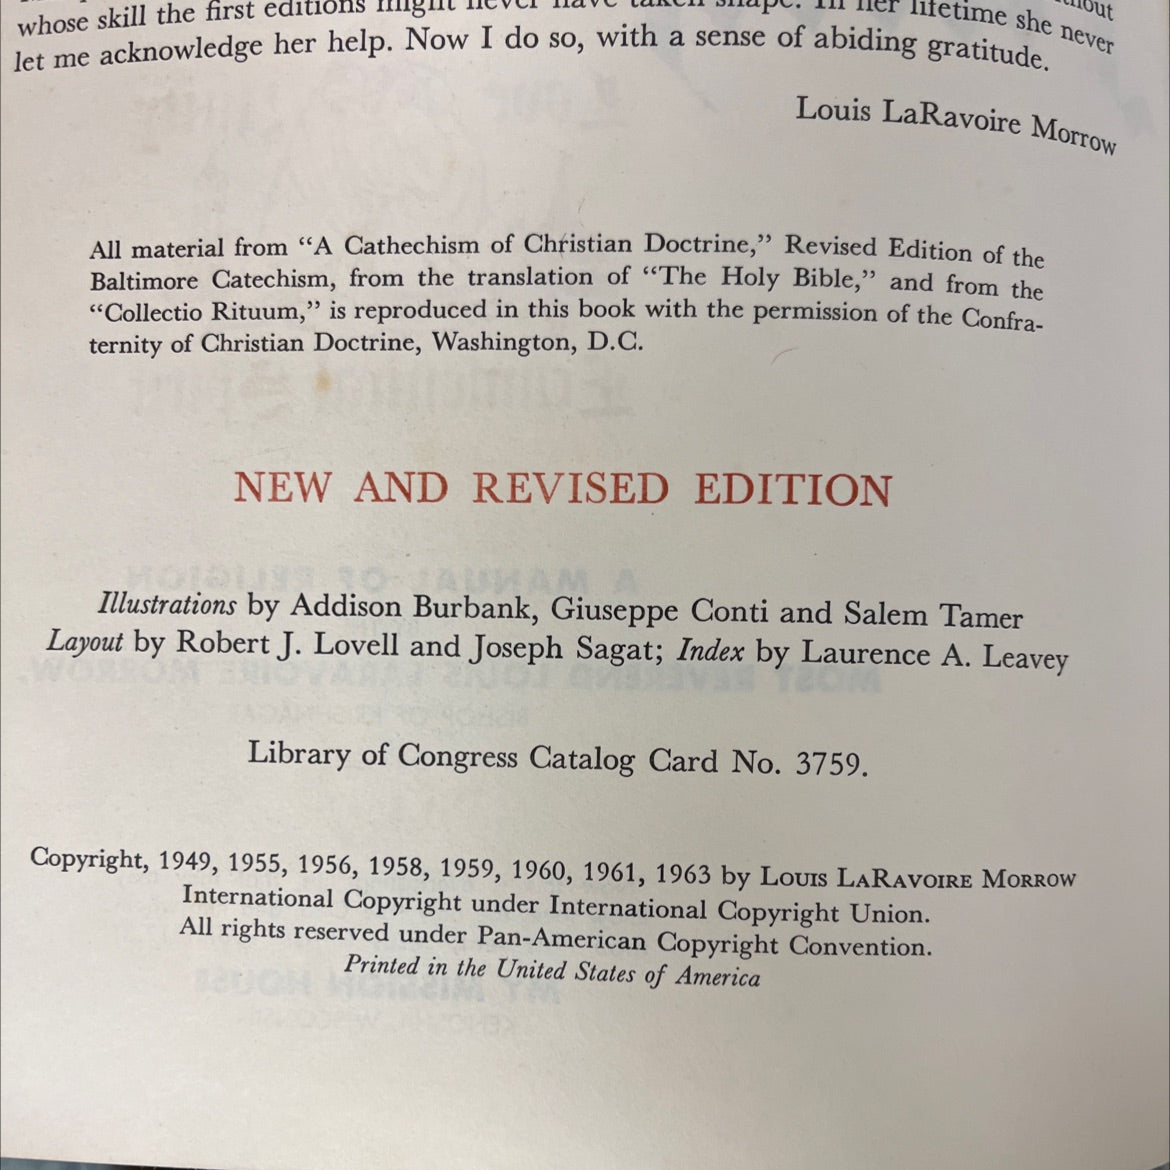 whose skill the first editions might never have taken shape. In her lifetime she never
let me acknowledge her help. Now I do so, with a sense of abiding gratitude.
Louis LaRavoire Morrow
All material from “A Cathechism of Christian Doctrine,” Revised Edition of the
Baltimore Catechism, from the translation of “The Holy Bible,” and from the
“Collectio Rituum,” is reproduced in this book with the permission of the Confra-
ternity of Christian Doctrine, Washington, D.C.
NEW AND REVISED EDITION
Illustrations by Addison Burbank, Giuseppe Conti and Salem Tamer
Layout by Robert J. Lovell and Joseph Sagat; Index by Laurence A. Leavey
Library of Congress Catalog Card No. 3759.
Copyright, 1949, 1955, 1956, 1958, 1959, 1960, 1961, 1963 by Louis LaRavoire Morrow
International Copyright under International Copyright Union.
All rights reserved under Pan-American Copyright Convention.
Printed in the United States of America